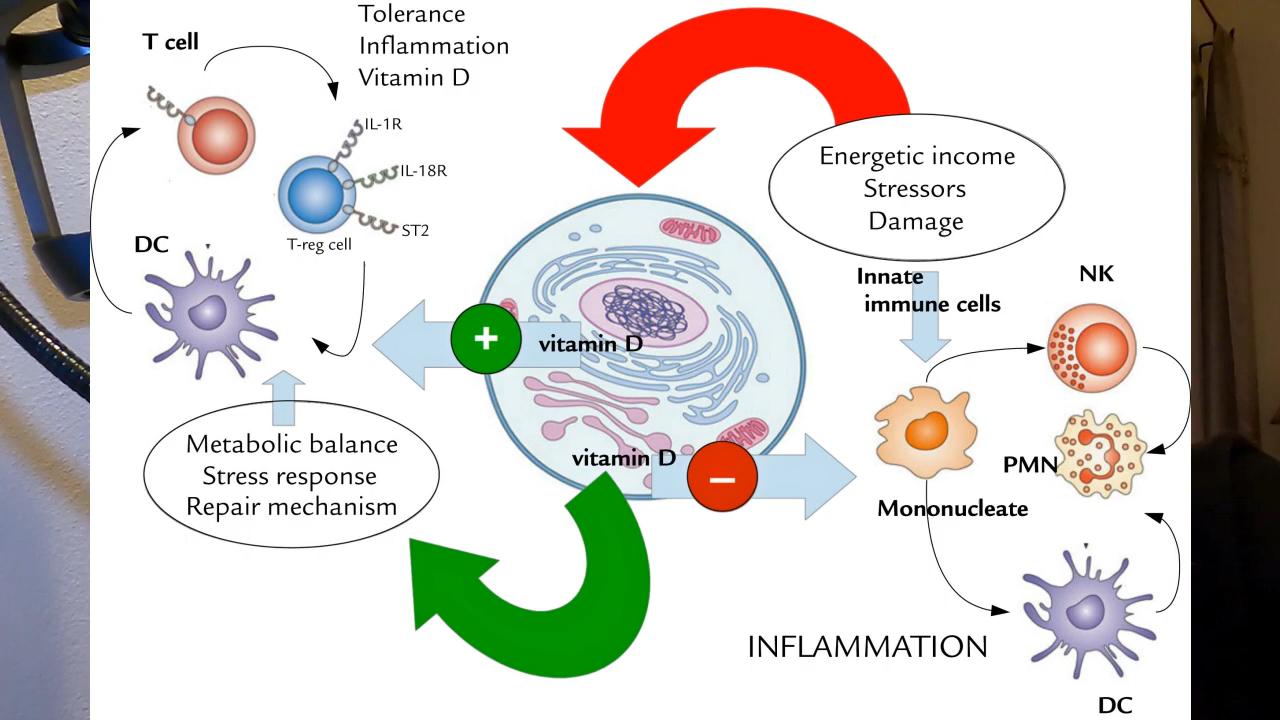 Tolerance
Inflammation
Vitamin D
T cell
IL-1R
IL-18R
ST2
T-reg cell
DC
Energetic income
Stressors
Damage
Innate
immune cells
NK
+
vitamin D
Metabolic balance
Stress response
Repair mechanism
vitamin D
–
PMN
Mononucleate
INFLAMMATION
DC